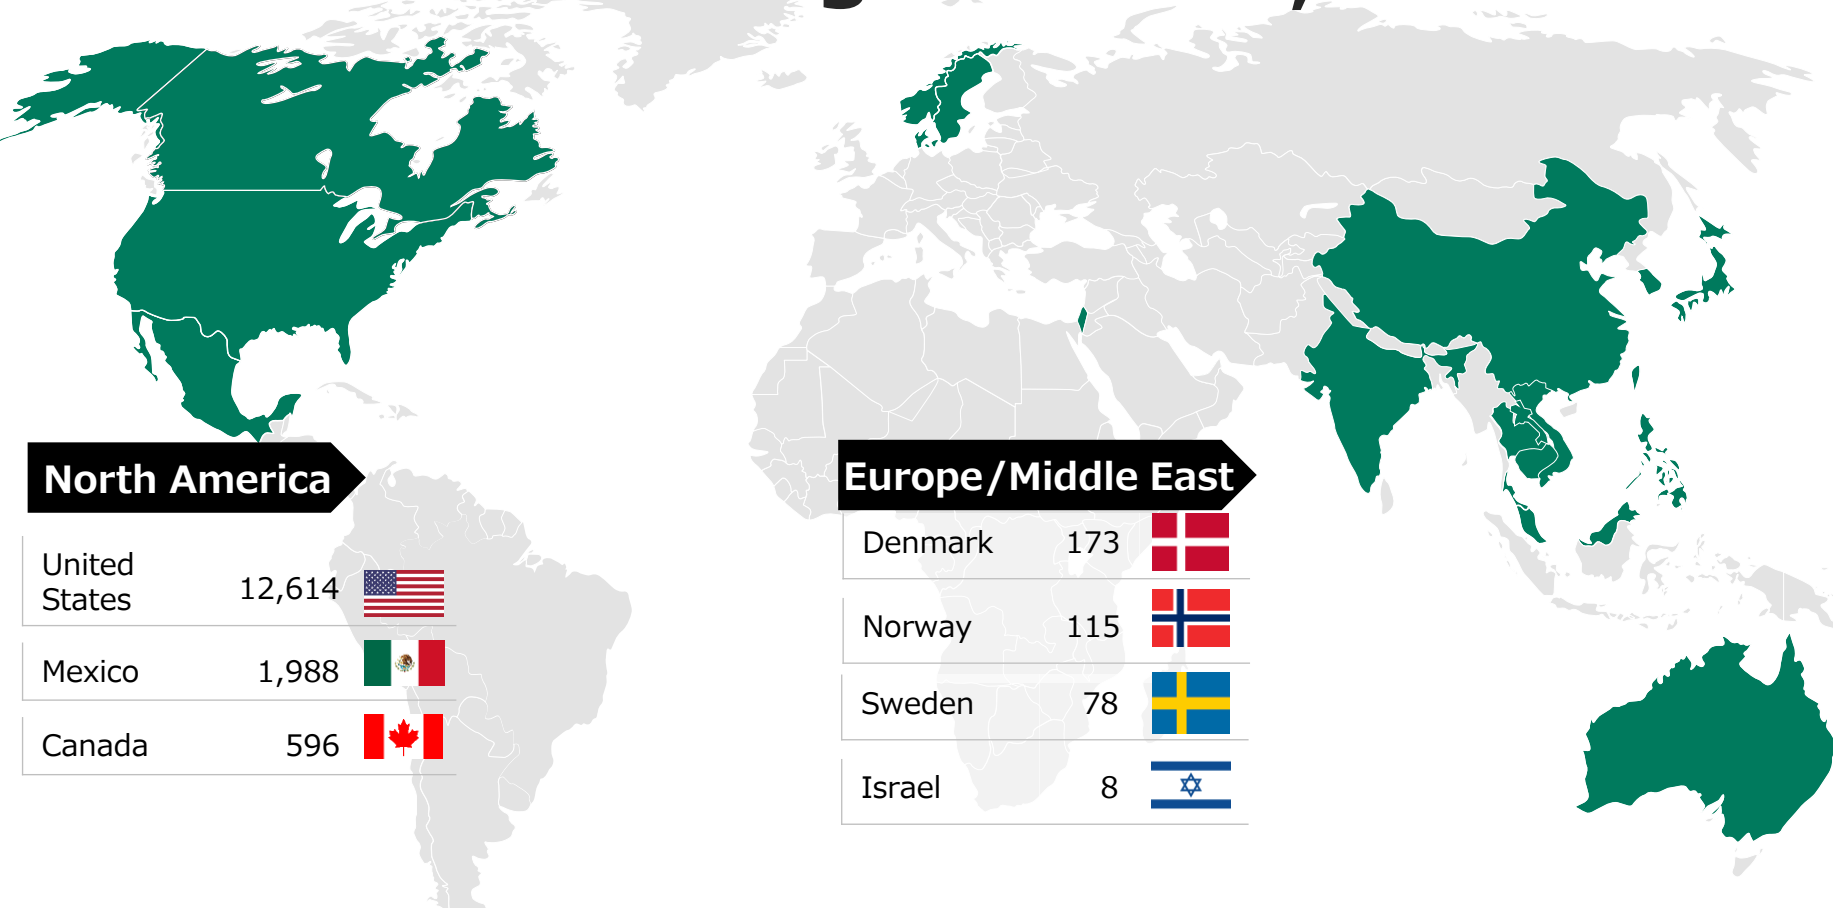 North America
United
States 12,614
Mexico 1,988
Canada 596
Europe/Middle East
Denmark 173
Norway 115
Sweden 78
Israel 8